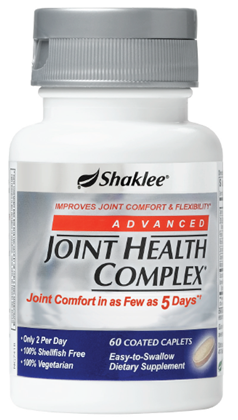 Shaklee®
IMPROVES JOINT COMFORT & FLEXIBILITY*
ADVANCED
JOINT HEALTH
COMPLEX®
Joint Comfort in as Few as 5 Days*†
• Only 2 Per Day
• 100% Shellfish Free
• 100% Vegetarian
60 COATED CAPLETS
Easy-to-Swallow
Dietary Supplement